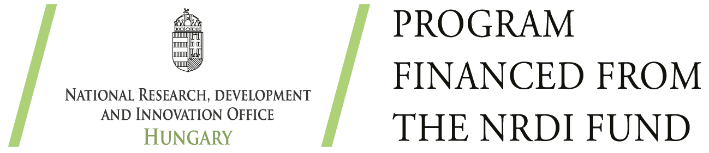 NATIONAL RESEARCH, DEVELOPMENT
AND INNOVATION OFFICE
HUNGARY
PROGRAM
FINANCED FROM
THE NRDI FUND